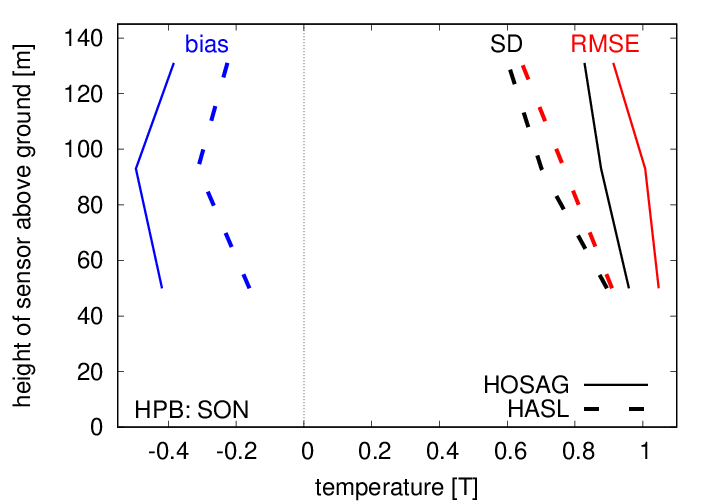 height of sensor above ground [m]
140
120
100
80
60
40
20
0
bias
SD
RMSE
HOSAG
HASL
HPB: SON
-0.4
-0.2
0
0.2
0.4
0.6
0.8
1
temperature [T]